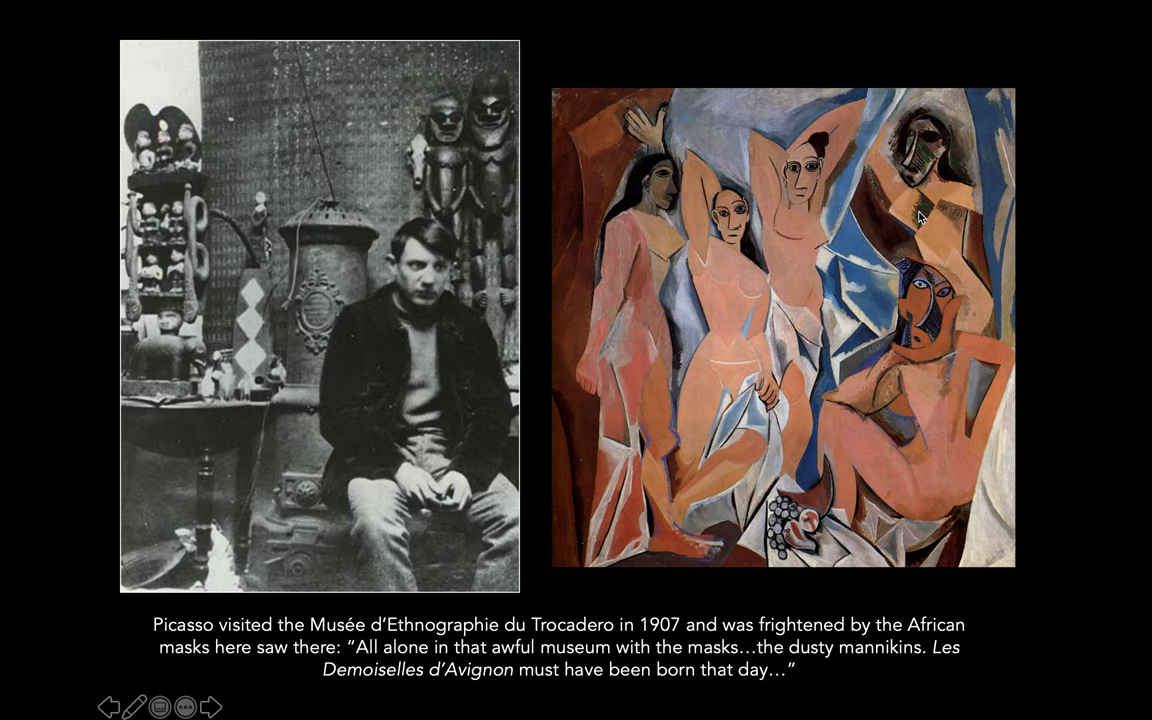 Picasso visited the Musée d’Ethnographie du Trocadero in 1907 and was frightened by the African
masks here saw there: “All alone in that awful museum with the masks…the dusty mannikins. Les
Demoiselles d’Avignon must have been born that day…”